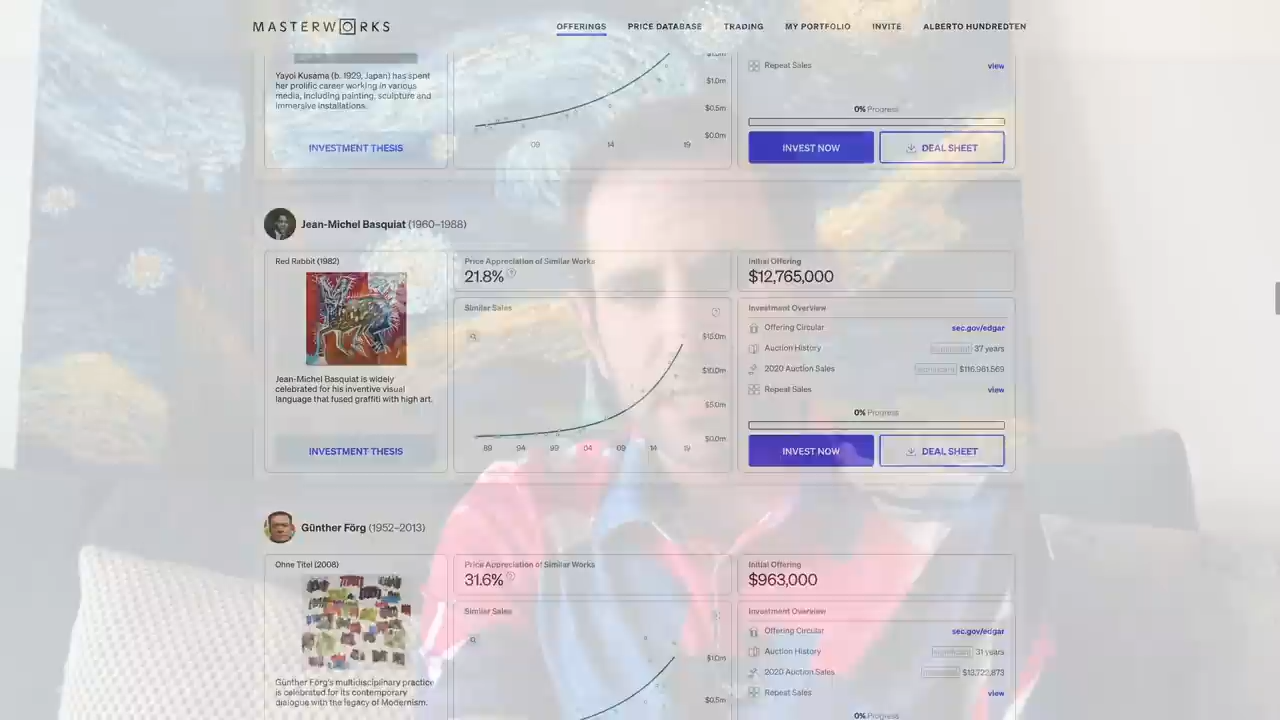 MASTERWORKS
OFFERINGS
PRICE DATABASE
TRADING
MY PORTFOLIO
INVITE
ALBERTO HUNDREDTEN
Yayoi Kusama (b. 1929, Japan) has spent
her prolific career working in various
media, including painting, sculpture and
immersive installations.
INVESTMENT THESIS
$1.0m
$0.5m
$0.0m
09
14
19
Repeat Sales
view
0% Progress
INVEST NOW
DEAL SHEET
Jean-Michel Basquiat (1960–1988)
Red Rabbit (1982)
Jean-Michel Basquiat is widely
celebrated for his inventive visual
language that fused graffiti with high art.
INVESTMENT THESIS
Price Appreciation of Similar Works
21.8%
Similar Sales
$15.0m
$10.0m
$5.0m
$0.0m
89
94
99
04
09
14
19
Initial Offering
$12,765,000
Investment Overview
Offering Circular
sec.gov/edgar
Auction History
37 years
2020 Auction Sales
$116,981,569
Repeat Sales
view
0% Progress
INVEST NOW
DEAL SHEET
Günther Förg (1952–2013)
Ohne Titel (2008)
Günther Förg's multidisciplinary practice
is celebrated for its contemporary
dialogue with the legacy of Modernism.
Price Appreciation of Similar Works
31.6%
Similar Sales
$1.0m
$0.5m
Initial Offering
$963,000
Investment Overview
Offering Circular
sec.gov/edgar
Auction History
31 years
2020 Auction Sales
$13,722,873
Repeat Sales
view
0% Progress